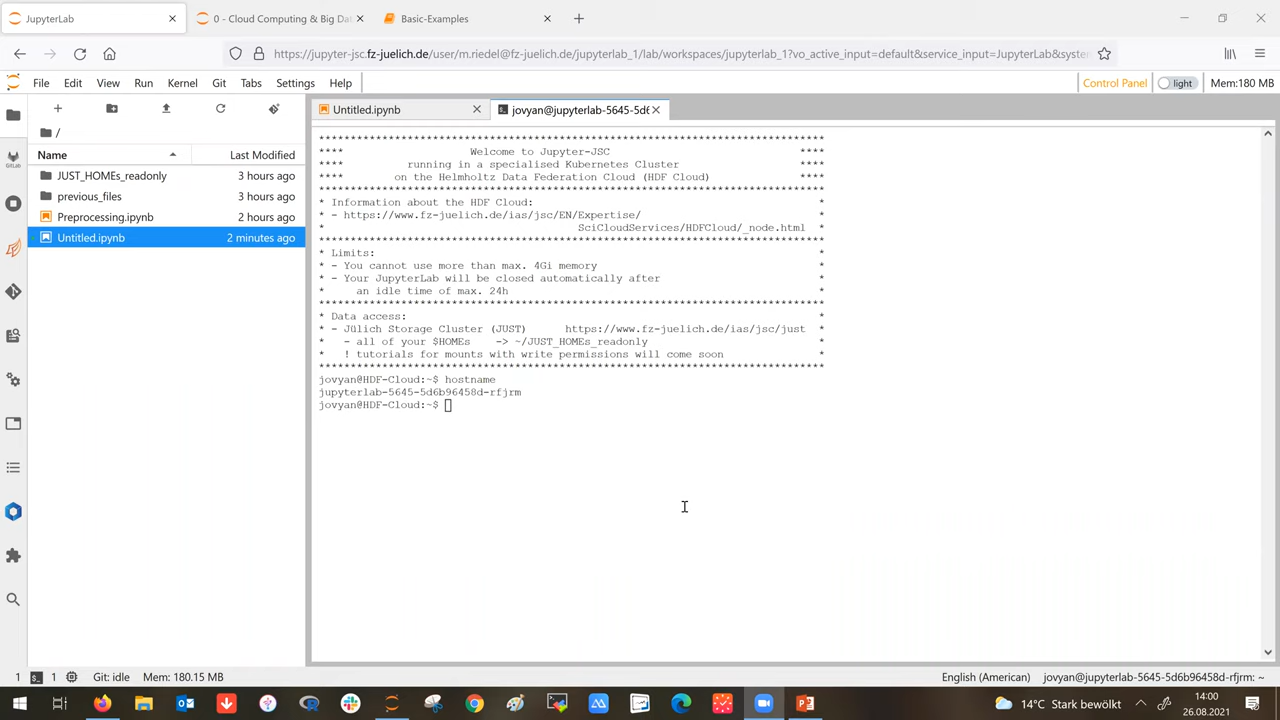 JupyterLab
0 - Cloud Computing & Big Dat
Basic-Examples
https://jupyter-jsc.fz-juelich.de/user/m.riedel@fz-juelich.de/jupyterlab_1/lab/workspaces/jupyterlab_1?vo_active_input=default&service_input=JupyterLab&system
File Edit View Run Kernel Git Tabs Settings Help
Control Panel light Mem:180 MB
Untitled.ipynb
jovyan@jupyterlab-5645-5d6
/
GitLab
Name Last Modified
JUST_HOMEs_readonly 3 hours ago
previous_files 3 hours ago
Preprocessing.ipynb 2 hours ago
Untitled.ipynb 2 minutes ago
********************************************************************************
**** Welcome to Jupyter-JSC ****
**** running in a specialised Kubernetes Cluster ****
**** on the Helmholtz Data Federation Cloud (HDF Cloud) ****
********************************************************************************
* Information about the HDF Cloud: *
* - https://www.fz-juelich.de/ias/jsc/EN/Expertise/ *
* SciCloudServices/HDFCloud/_node.html *
********************************************************************************
* Limits: *
* - You cannot use more than max. 4Gi memory *
* - Your JupyterLab will be closed automatically after *
* an idle time of max. 24h *
********************************************************************************
* Data access: *
* - Jülich Storage Cluster (JUST) https://www.fz-juelich.de/ias/jsc/just *
* - all of your $HOMEs -> ~/JUST_HOMEs_readonly *
* ! tutorials for mounts with write permissions will come soon *
********************************************************************************
jovyan@HDF-Cloud:~$ hostname
jupyterlab-5645-5d6b96458d-rfjrm
jovyan@HDF-Cloud:~$
1 1 Git: idle Mem: 180.15 MB
English (American) jovyan@jupyterlab-5645-5d6b96458d-rfjrm: ~
14°C Stark bewölkt
14:00
26.08.2021